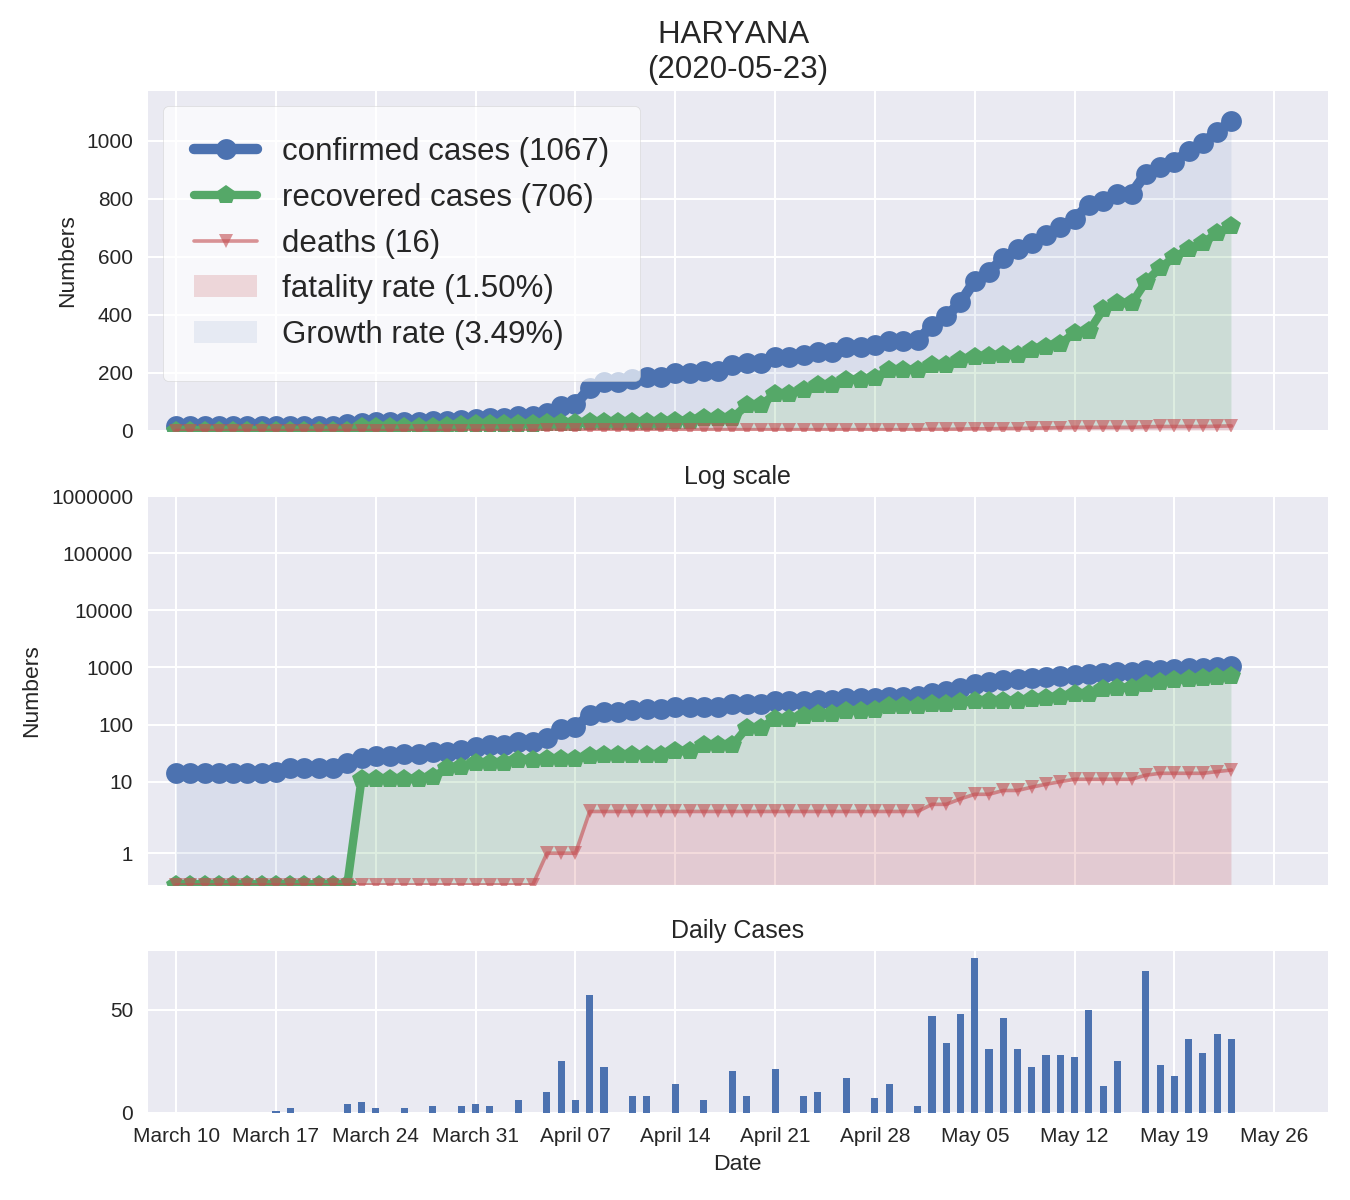 HARYANA
(2020-05-23)
Numbers
1000
800
600
400
200
0
confirmed cases (1067)
recovered cases (706)
deaths (16)
fatality rate (1.50%)
Growth rate (3.49%)
Log scale
Numbers
1000000
100000
10000
1000
100
10
1
Daily Cases
50
0
March 10 March 17 March 24 March 31 April 07 April 14 April 21 April 28 May 05 May 12 May 19 May 26
Date